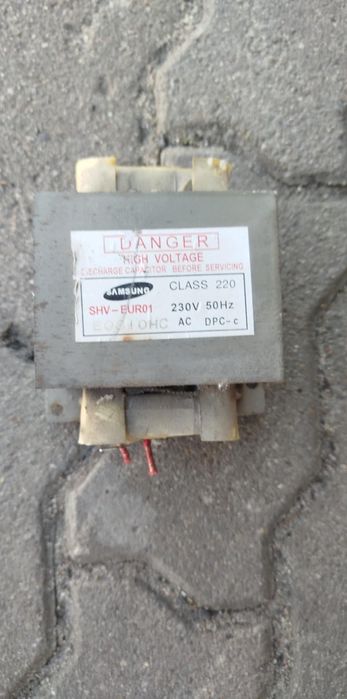 DANGER
HIGH VOLTAGE
DISCHARGE CAPACITOR BEFORE SERVICING
SAMSUNG CLASS 220
SHV-EUR01 230V 50Hz
AC DPC-c